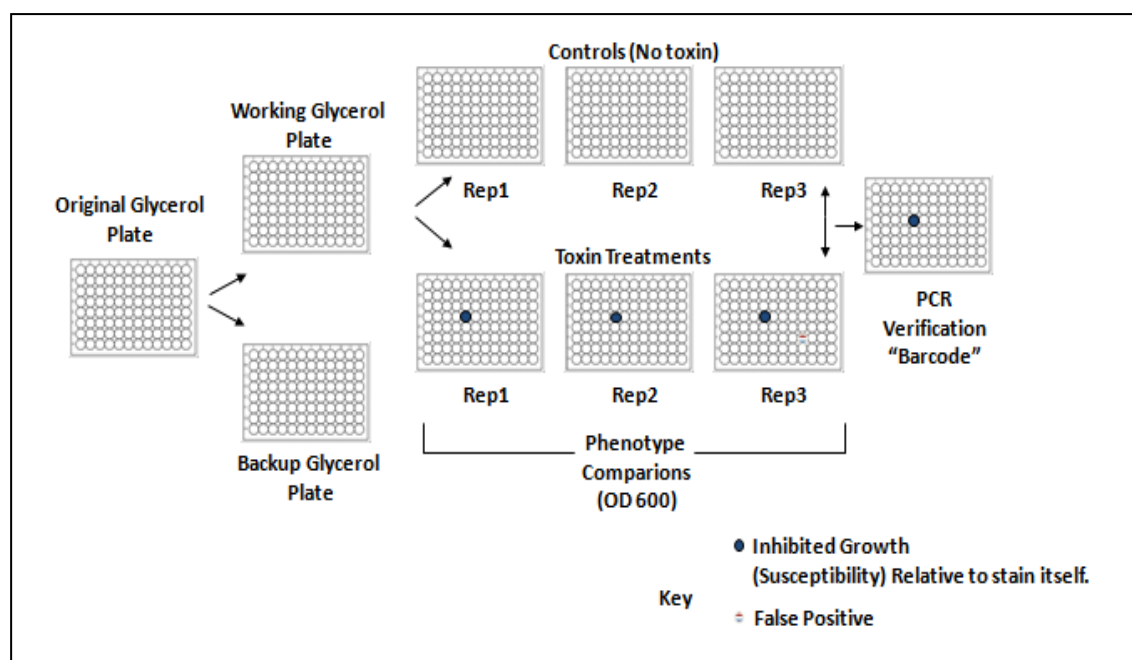 Controls (No toxin)
Working Glycerol
Plate
Rep1
Rep2
Rep3
Original Glycerol
Plate
Toxin Treatments
PCR
Verification
“Barcode”
Rep1
Rep2
Rep3
Backup Glycerol
Plate
Phenotype
Comparions
(OD 600)
Key
Inhibited Growth
(Susceptibility) Relative to stain itself.
False Positive